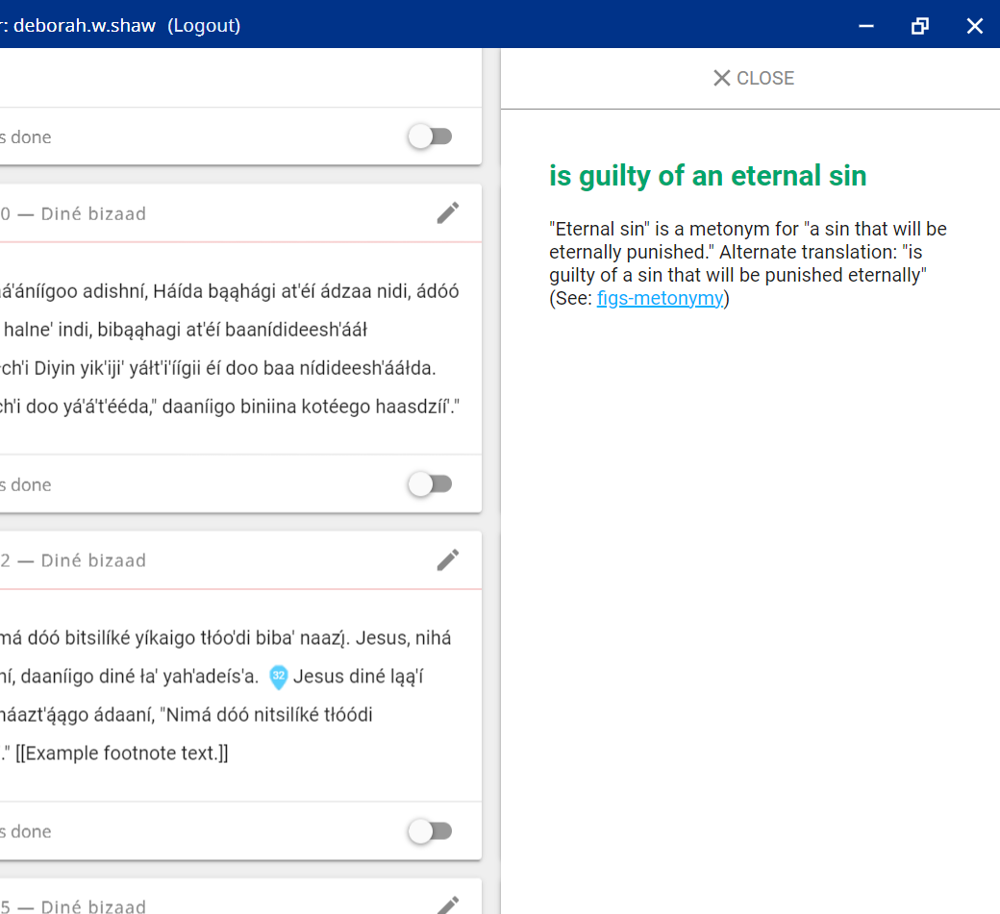 r: deborah.w.shaw (Logout)
s done
0 — Diné bizaad
á'áníígoo adishní, Háída bąąhági at'éí ádzaa nidi, ádóó
halne' indi, bibąąhagi at'éí baanídideesh'ááł
ch'i Diyin yik'iji' yáłt'i'íígii éí doo baa nídideesh'ááłda.
ch'i doo yá'á't'ééda," daaníigo biniina kotéego haasdzíí'."
s done
2 — Diné bizaad
má dóó bitsilíké yíkaigo tłóo'di biba' naazį́. Jesus, nihá
ní, daaníigo diné ła' yah'adeís'a. 32 Jesus diné lą́ą'í
náazt'ą́ągo ádaaní, "Nimá dóó nitsilíké tłóódi
." [[Example footnote text.]]
s done
5 — Diné bizaad
CLOSE
is guilty of an eternal sin
"Eternal sin" is a metonym for "a sin that will be
eternally punished." Alternate translation: "is
guilty of a sin that will be punished eternally"
(See: figs-metonymy)